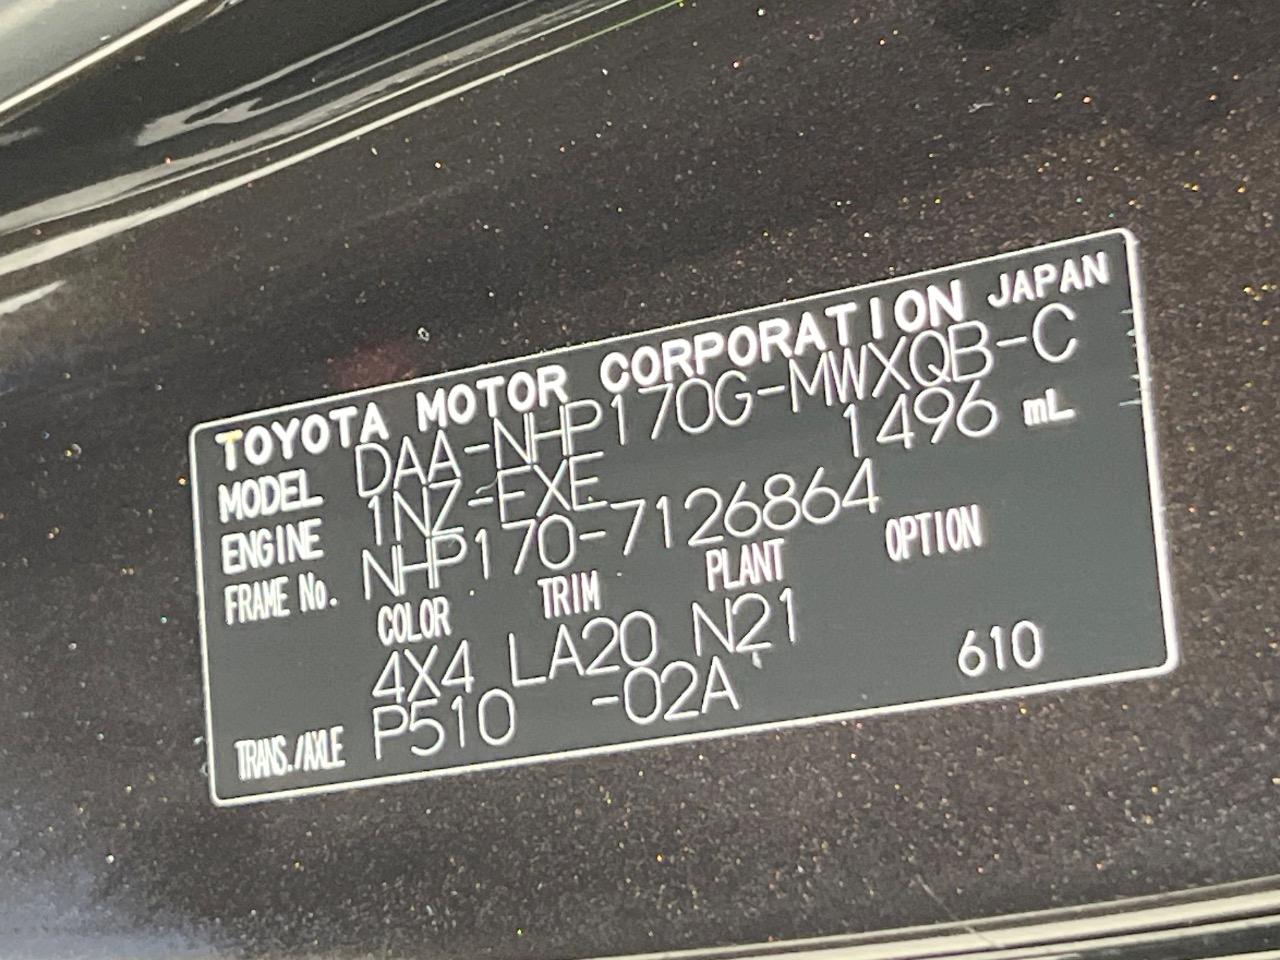 TOYOTA MOTOR CORPORATION JAPAN
MODEL DAA-NHP170G-MWXQB-C
ENGINE 1NZ-FXE 1496 mL
FRAME No. NHP170-7126864
COLOR TRIM PLANT OPTION
4X4 LA20 N21
TRANS./AXLE P510 -02A 610